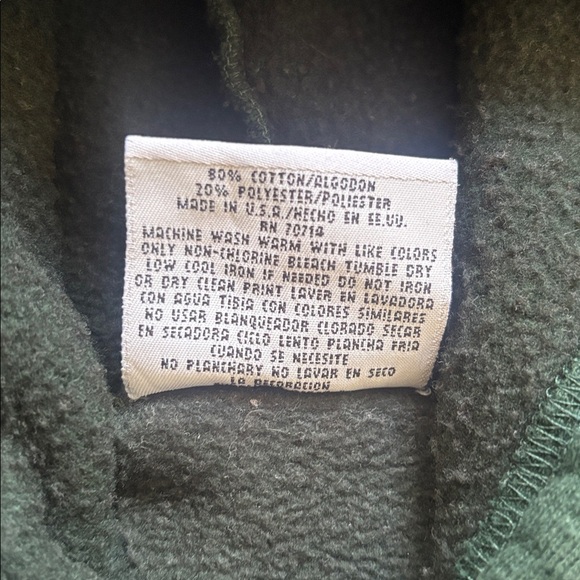 80% COTTON/ALGODON
20% POLYESTER/POLIESTER
MADE IN U.S.A./HECHO EN EE.UU.
RN 70719
MACHINE WASH WARM WITH LIKE COLORS
ONLY NON-CHLORINE BLEACH TUMBLE DRY
LOW COOL IRON IF NEEDED DO NOT IRON
OR DRY CLEAN PRINT LAVER EN LAVADORA
CON AGUA TIBIA CON COLORES SIMILARES
NO USAR BLANQUEADOR CLORADO SECAR
EN SECADORA CICLO LENTO PLANCHA FRIA
CUANDO SE NECESITE
NO PLANCHARY NO LAVAR EN SECO
LA DECORACION